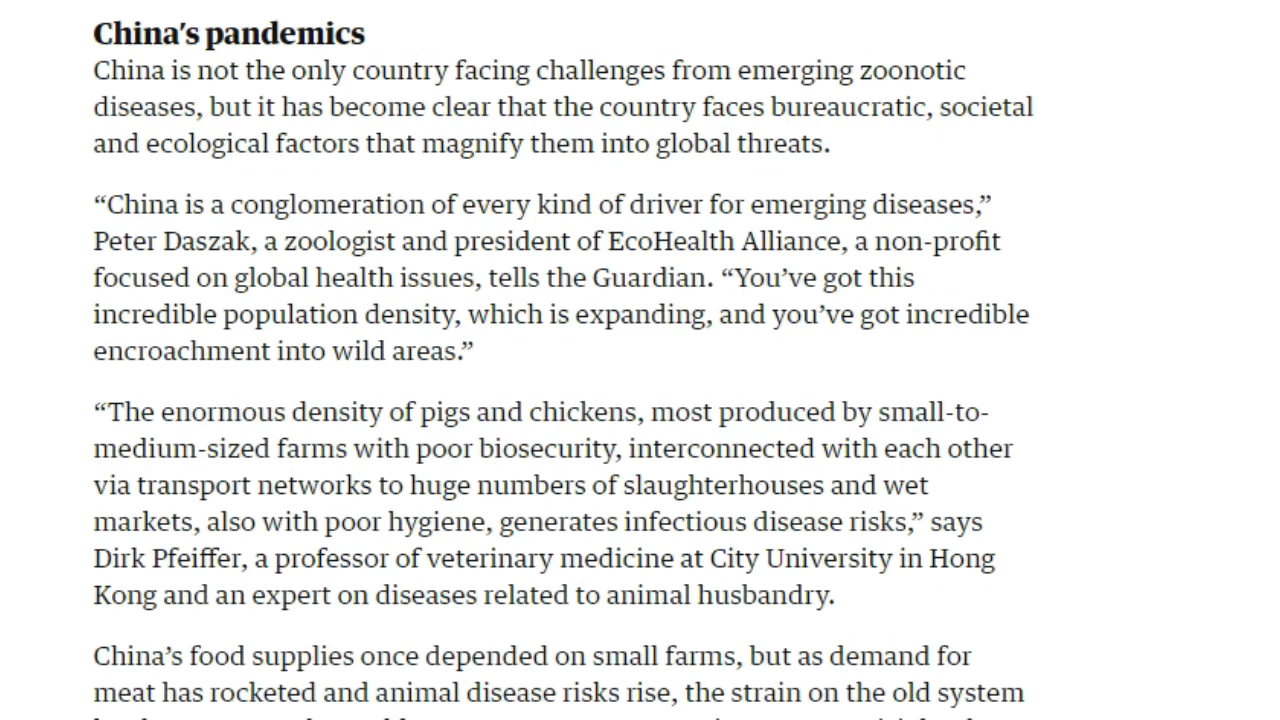 China’s pandemics
China is not the only country facing challenges from emerging zoonotic
diseases, but it has become clear that the country faces bureaucratic, societal
and ecological factors that magnify them into global threats.
“China is a conglomeration of every kind of driver for emerging diseases,”
Peter Daszak, a zoologist and president of EcoHealth Alliance, a non-profit
focused on global health issues, tells the Guardian. “You’ve got this
incredible population density, which is expanding, and you’ve got incredible
encroachment into wild areas.”
“The enormous density of pigs and chickens, most produced by small-to-
medium-sized farms with poor biosecurity, interconnected with each other
via transport networks to huge numbers of slaughterhouses and wet
markets, also with poor hygiene, generates infectious disease risks,” says
Dirk Pfeiffer, a professor of veterinary medicine at City University in Hong
Kong and an expert on diseases related to animal husbandry.
China’s food supplies once depended on small farms, but as demand for
meat has rocketed and animal disease risks rise, the strain on the old system